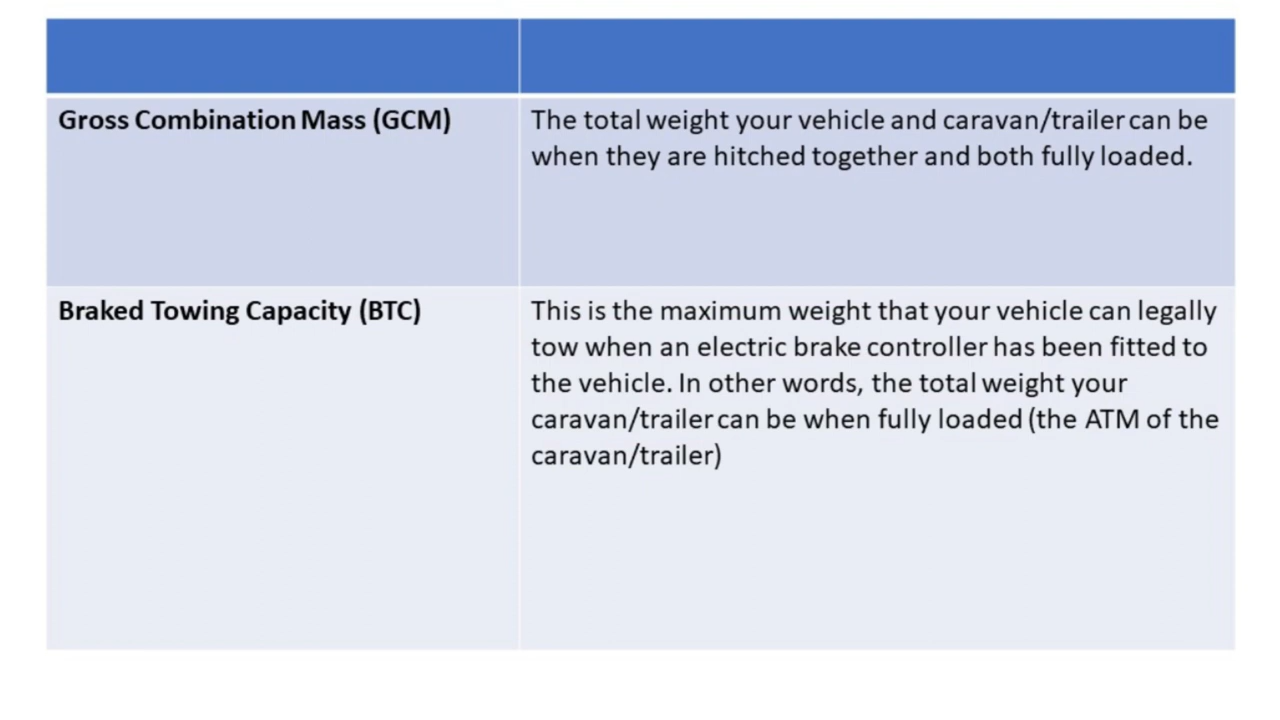 Gross Combination Mass (GCM)
The total weight your vehicle and caravan/trailer can be
when they are hitched together and both fully loaded.
Braked Towing Capacity (BTC)
This is the maximum weight that your vehicle can legally
tow when an electric brake controller has been fitted to
the vehicle. In other words, the total weight your
caravan/trailer can be when fully loaded (the ATM of the
caravan/trailer)